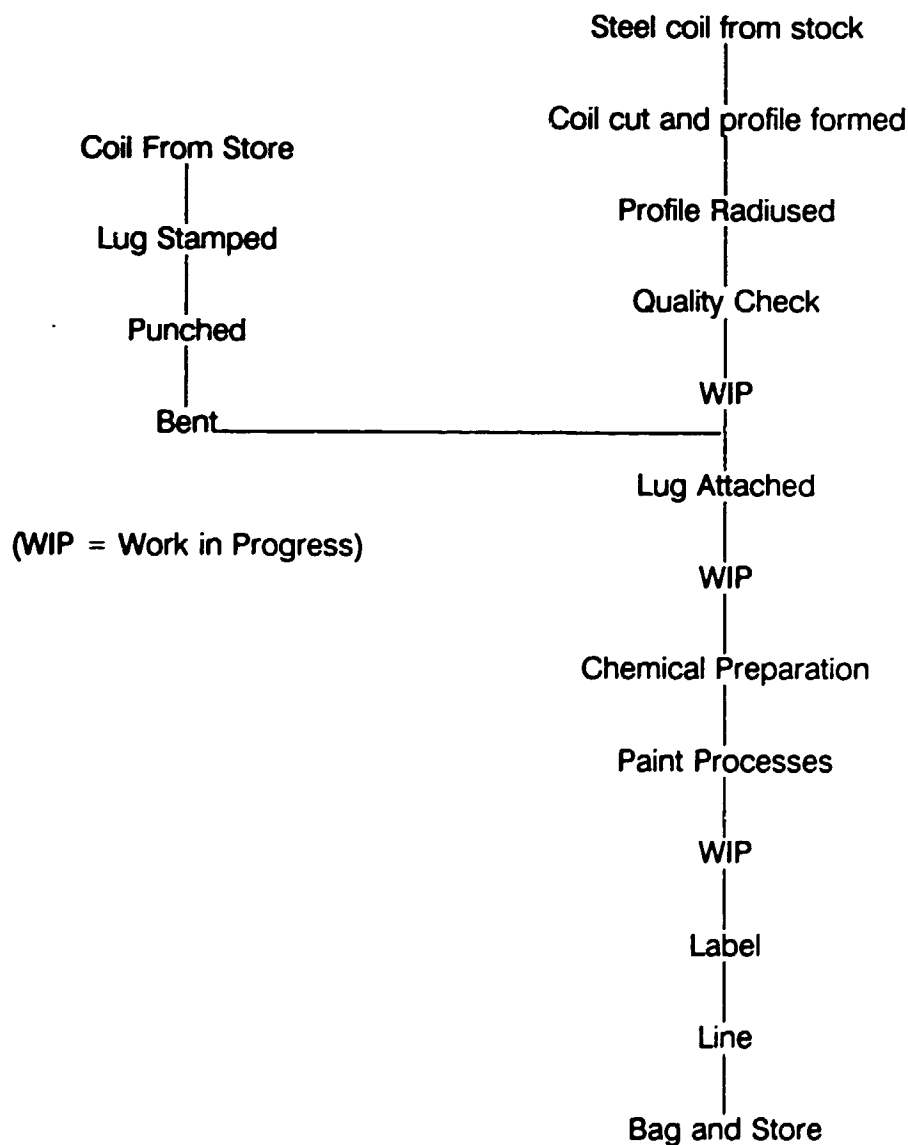 Steel coil from stock
Coil cut and profile formed
Coil From Store
Profile Radiused
Lug Stamped
Quality Check
Punched
WIP
Bent
Lug Attached
(WIP = Work in Progress)
WIP
Chemical Preparation
Paint Processes
WIP
Label
Line
Bag and Store